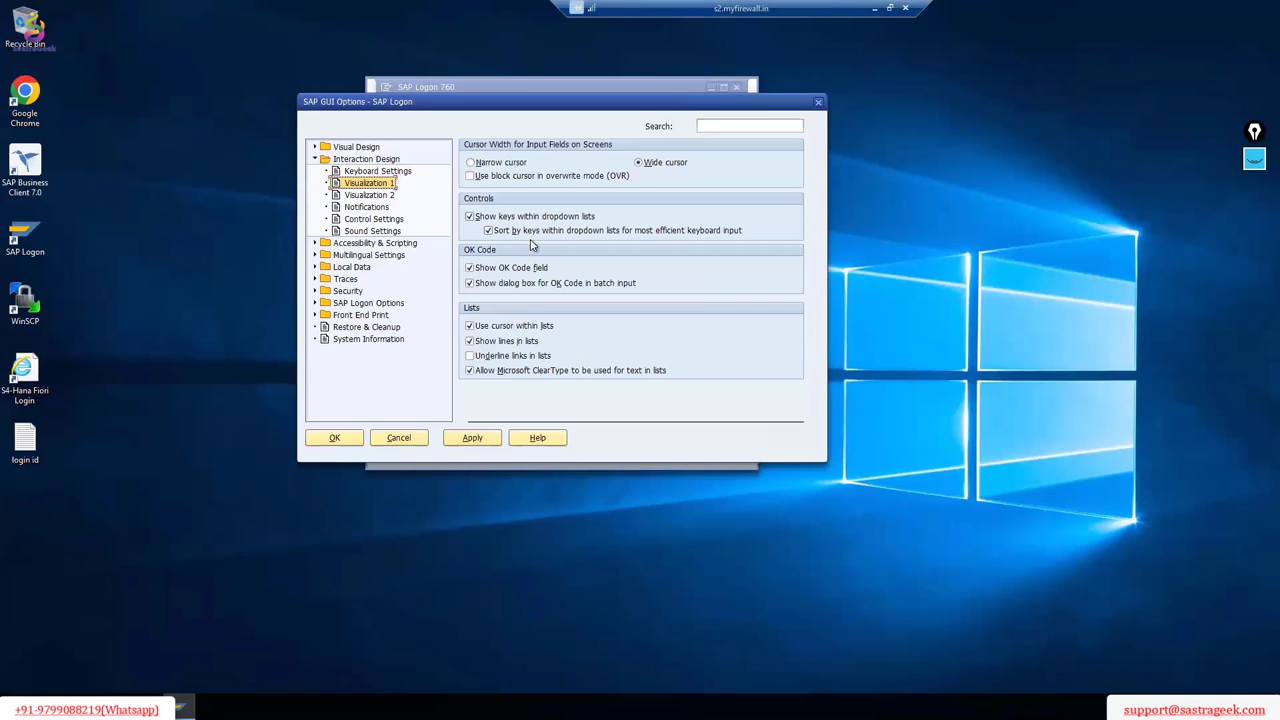 s2.myfirewall.in
Recycle Bin
sastrageek
Google
Chrome
SAP Business
Client 7.0
SAP Logon
WinSCP
S4-Hana Fiori
Login
login id
SAP Logon 760
SAP GUI Options - SAP Logon
Search:
Visual Design
Interaction Design
Keyboard Settings
Visualization 1
Visualization 2
Notifications
Control Settings
Sound Settings
Accessibility & Scripting
Multilingual Settings
Local Data
Traces
Security
SAP Logon Options
Front End Print
Restore & Cleanup
System Information
Cursor Width for Input Fields on Screens
Narrow cursor
Wide cursor
Use block cursor in overwrite mode (OVR)
Controls
Show keys within dropdown lists
Sort by keys within dropdown lists for most efficient keyboard input
OK Code
Show OK Code field
Show dialog box for OK Code in batch input
Lists
Use cursor within lists
Show lines in lists
Underline links in lists
Allow Microsoft ClearType to be used for text in lists
OK
Cancel
Apply
Help
+91-9799088219(Whatsapp)
support@sastrageek.com